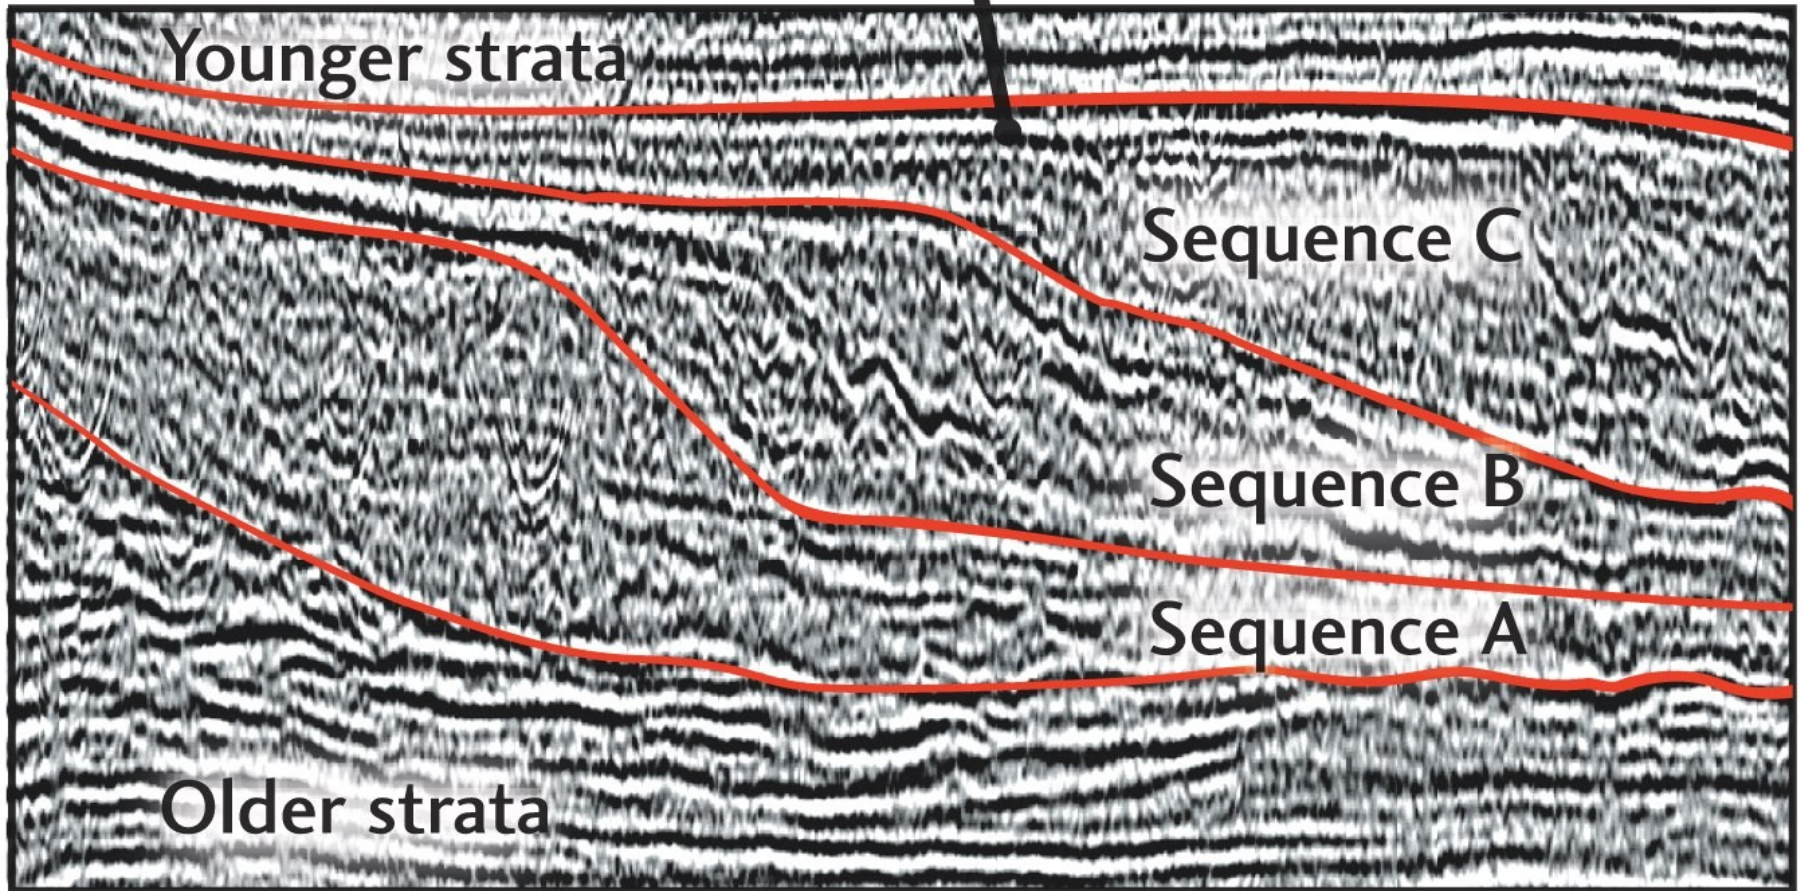 Younger strata
Sequence C
Sequence B
Sequence A
Older strata